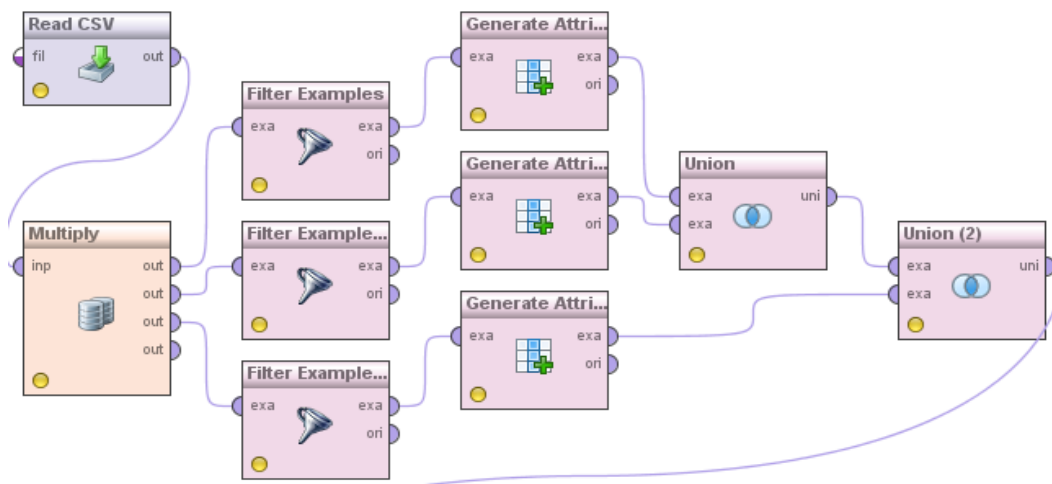 Read CSV
fil out
Multiply
inp out
out
out
out
Filter Examples
exa exa
ori
Filter Example...
exa exa
ori
Filter Example...
exa exa
ori
Generate Attri...
exa exa
ori
Generate Attri...
exa exa
ori
Generate Attri...
exa exa
ori
Union
exa uni
exa
Union (2)
exa uni
exa